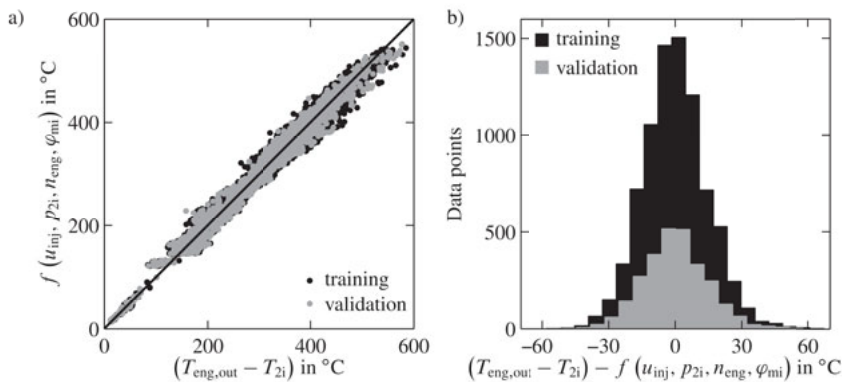 a)
600
400
200
0
f (u_inj, p_2i, n_eng, φ_mi) in °C
training
validation
0 200 400 600
(T_eng,out − T_2i) in °C
b)
1500
1000
500
0
Data points
training
validation
−60 −30 0 30 60
(T_eng,out − T_2i) − f (u_inj, p_2i, n_eng, φ_mi) in °C